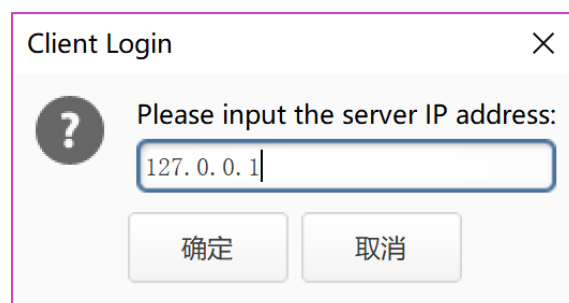 Client Login
Please input the server IP address:
127.0.0.1
确定 取消